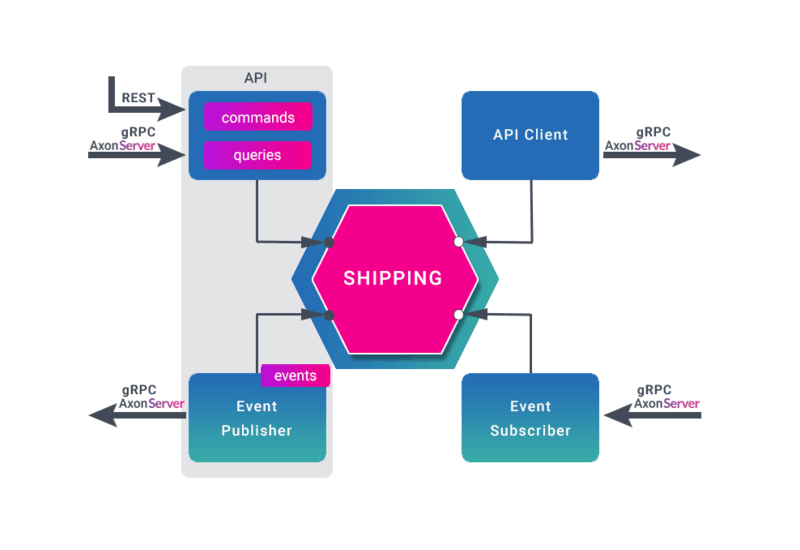 API
REST
commands
gRPC
AxonServer
queries
API Client
gRPC
AxonServer
SHIPPING
events
gRPC
AxonServer
Event
Publisher
Event
Subscriber
gRPC
AxonServer